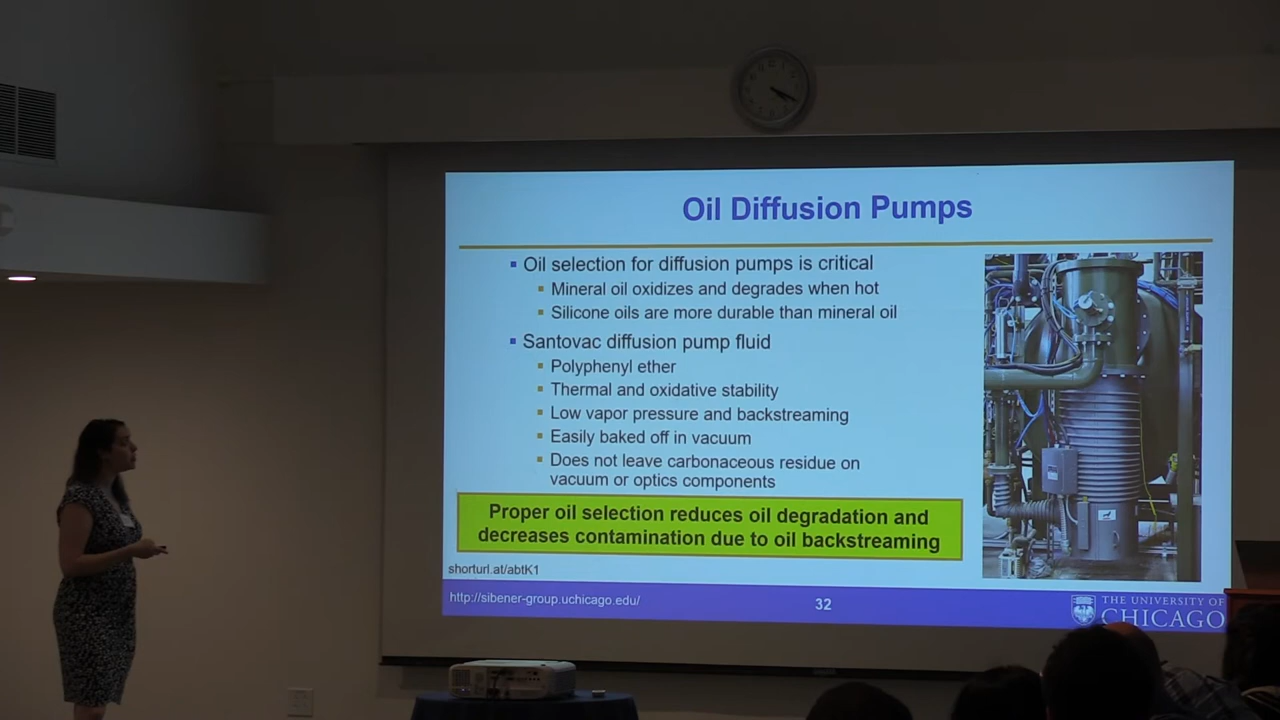 Oil Diffusion Pumps
Oil selection for diffusion pumps is critical
Mineral oil oxidizes and degrades when hot
Silicone oils are more durable than mineral oil
Santovac diffusion pump fluid
Polyphenyl ether
Thermal and oxidative stability
Low vapor pressure and backstreaming
Easily baked off in vacuum
Does not leave carbonaceous residue on
vacuum or optics components
Proper oil selection reduces oil degradation and
decreases contamination due to oil backstreaming
shorturl.at/abtK1
http://sibener-group.uchicago.edu/
32
THE UNIVERSITY OF
CHICAGO